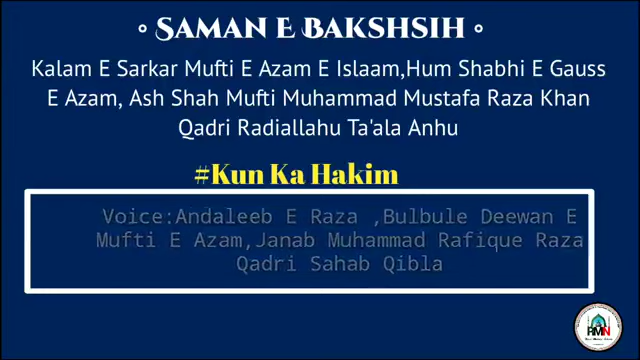 ◦ Saman E Bakshsih ◦
Kalam E Sarkar Mufti E Azam E Islaam,Hum Shabhi E Gauss
E Azam, Ash Shah Mufti Muhammad Mustafa Raza Khan
Qadri Radiallahu Ta'ala Anhu
#Kun Ka Hakim
Voice:Andaleeb E Raza ,Bulbule Deewan E
Mufti E Azam,Janab Muhammad Rafique Raza
Qadri Sahab Qibla
RMN